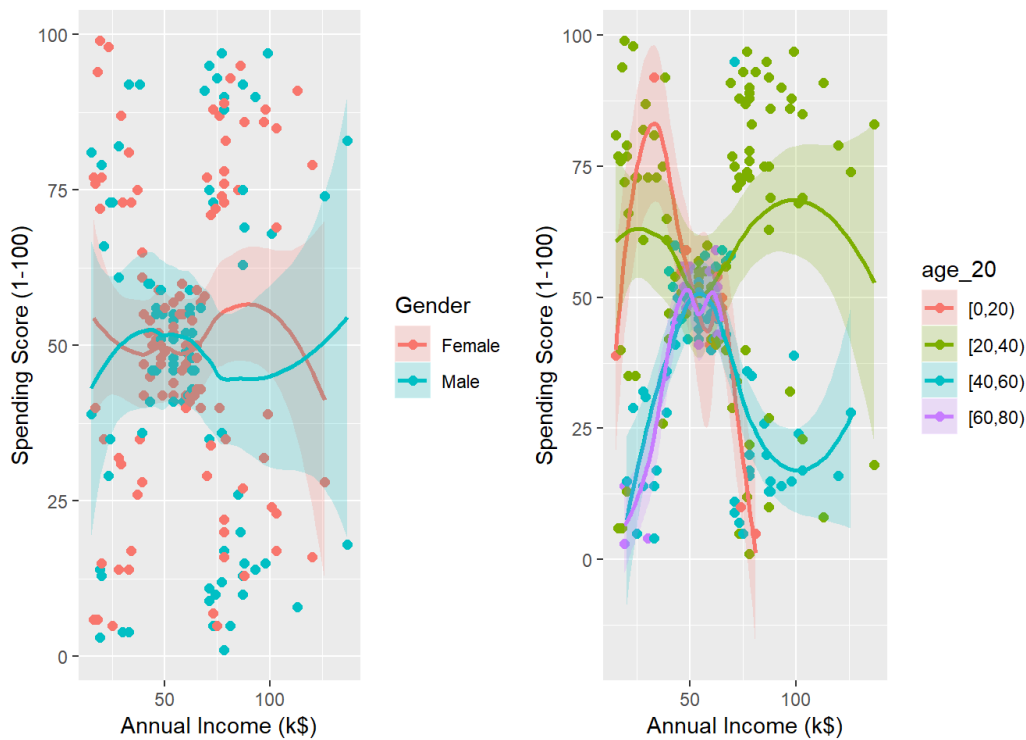 100
75
50
25
0
Spending Score (1-100)
50
100
Annual Income (k$)
Gender
Female
Male
100
75
50
25
0
Spending Score (1-100)
50
100
Annual Income (k$)
age_20
[0,20)
[20,40)
[40,60)
[60,80)